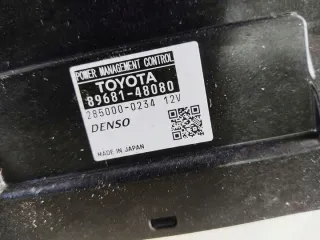 POWER MANAGEMENT CONTROL
TOYOTA
89681-48080
285000-0234 12V
DENSO
MADE IN JAPAN